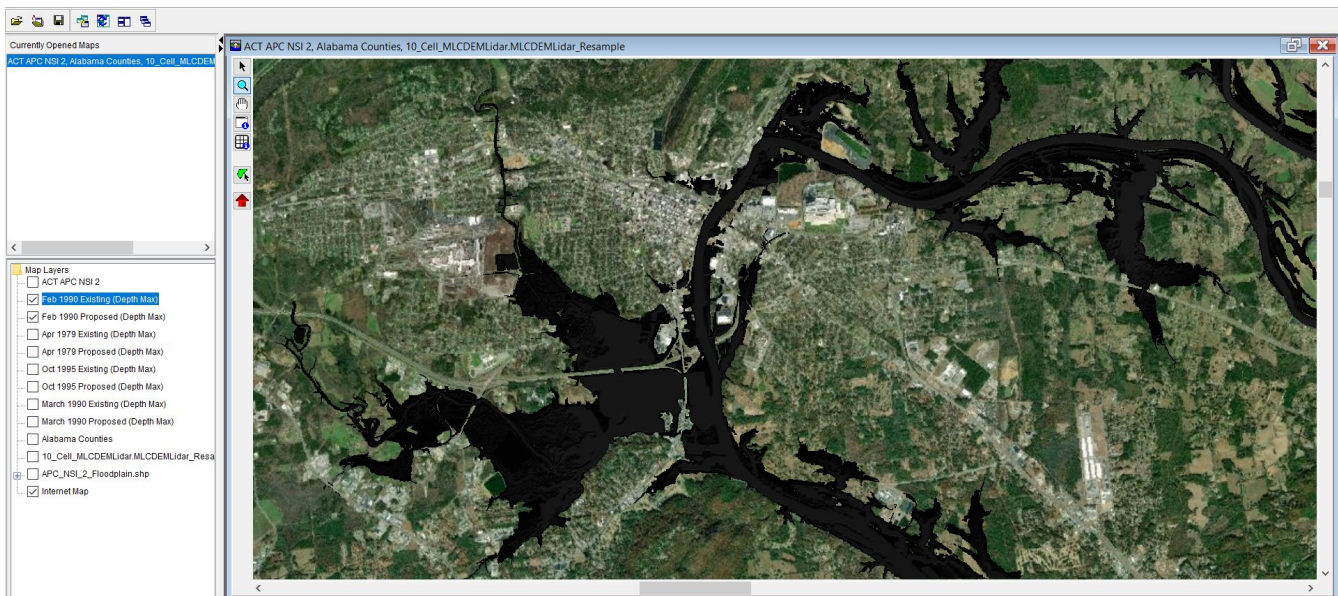 Currently Opened Maps
ACT APC NSI 2, Alabama Counties, 10_Cell_MLCDEM
ACT APC NSI 2, Alabama Counties, 10_Cell_MLCDEMLidar.MLCDEMLidar_Resample
Map Layers
ACT APC NSI 2
Feb 1990 Existing (Depth Max)
Feb 1990 Proposed (Depth Max)
Apr 1979 Existing (Depth Max)
Apr 1979 Proposed (Depth Max)
Oct 1995 Existing (Depth Max)
Oct 1995 Proposed (Depth Max)
March 1990 Existing (Depth Max)
March 1990 Proposed (Depth Max)
Alabama Counties
10_Cell_MLCDEMLidar.MLCDEMLidar_Resa
APC_NSI_2_Floodplain.shp
Internet Map